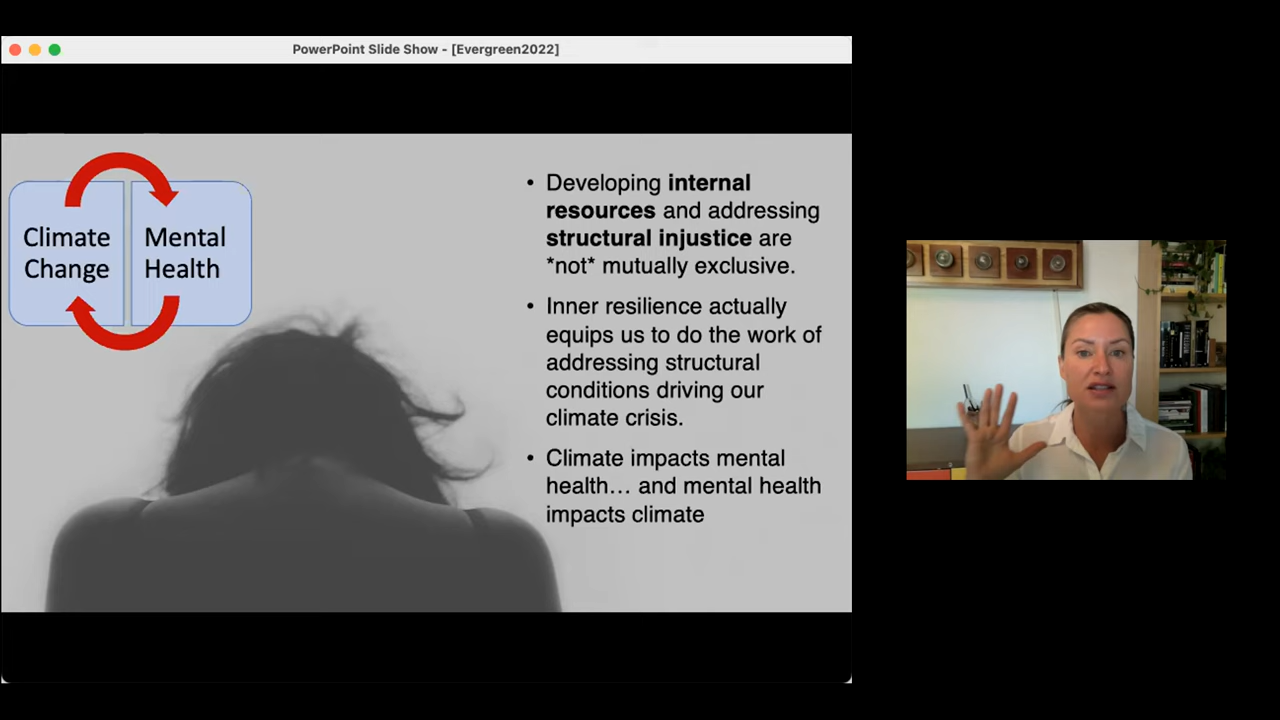 PowerPoint Slide Show - [Evergreen2022]
Climate
Change
Mental
Health
• Developing internal
resources and addressing
structural injustice are
*not* mutually exclusive.
• Inner resilience actually
equips us to do the work of
addressing structural
conditions driving our
climate crisis.
• Climate impacts mental
health… and mental health
impacts climate